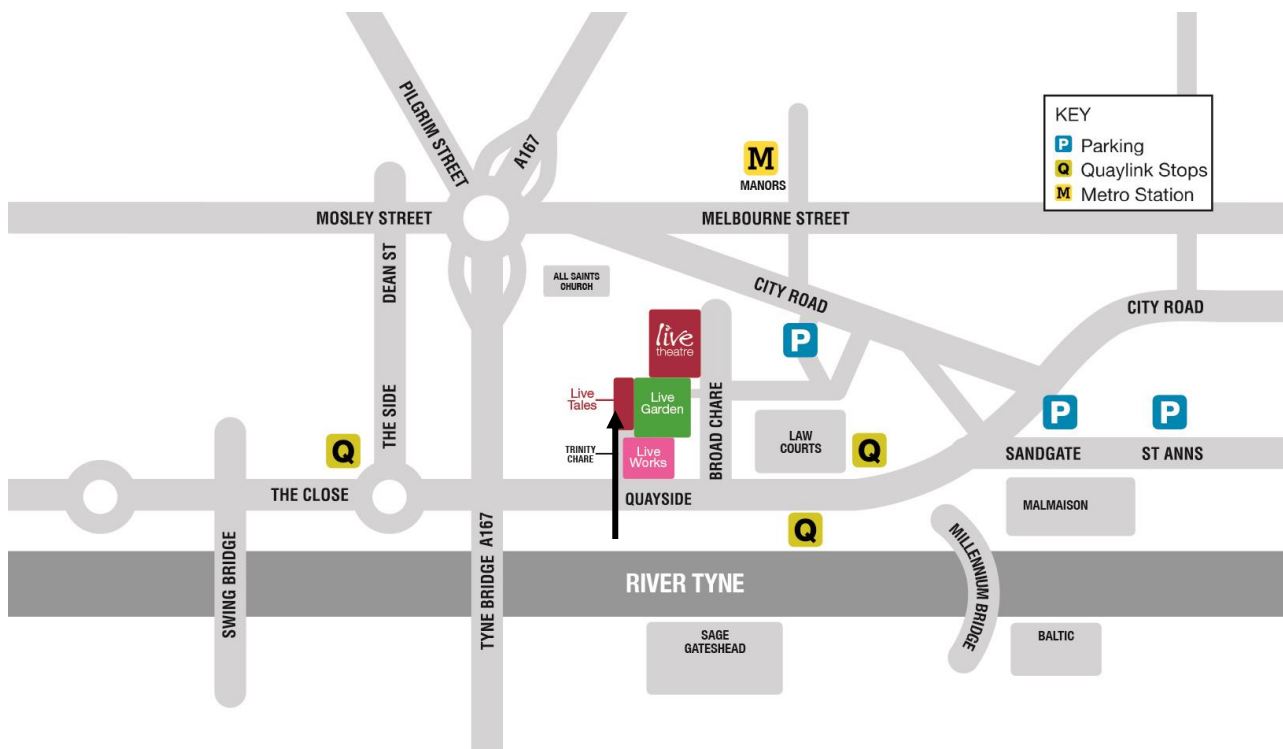 PILGRIM STREET
A167
KEY
P Parking
Q Quaylink Stops
M Metro Station
M
MANORS
MOSLEY STREET
MELBOURNE STREET
DEAN ST
ALL SAINTS
CHURCH
CITY ROAD
CITY ROAD
live
theatre
P
Live
Tales
Live
Garden
BROAD CHARE
THE SIDE
P
P
LAW
COURTS
Q
Q
TRINITY
CHARE
Live
Works
SANDGATE
ST ANNS
THE CLOSE
QUAYSIDE
MALMAISON
Q
TYNE BRIDGE A167
SWING BRIDGE
MILLENNIUM BRIDGE
RIVER TYNE
SAGE
GATESHEAD
BALTIC